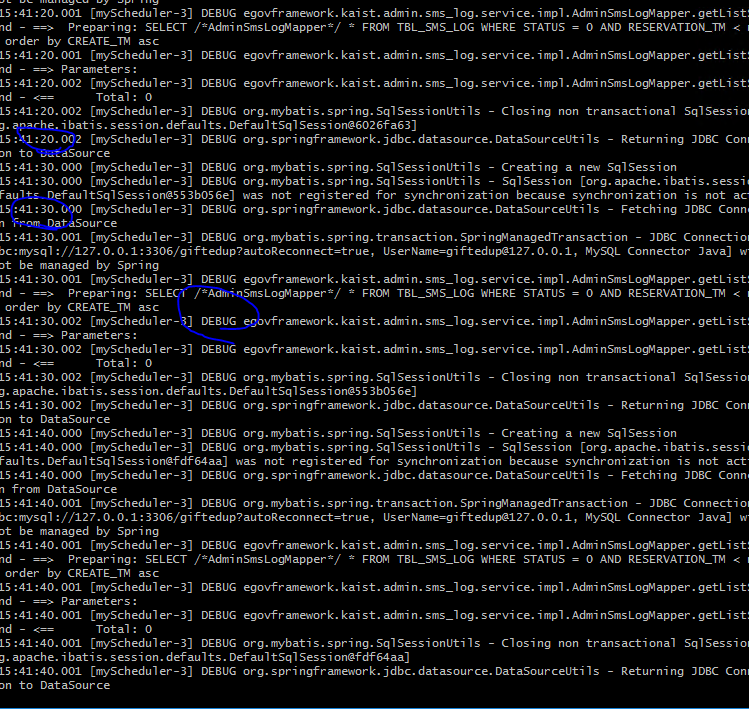 ot be managed by Spring
15:41:20.001 [myScheduler-3] DEBUG egovframework.kaist.admin.sms_log.service.impl.AdminSmsLogMapper.getListS
nd - ==>  Preparing: SELECT /*AdminSmsLogMapper*/ * FROM TBL_SMS_LOG WHERE STATUS = 0 AND RESERVATION_TM < n
 order by CREATE_TM asc
15:41:20.001 [myScheduler-3] DEBUG egovframework.kaist.admin.sms_log.service.impl.AdminSmsLogMapper.getListS
nd - ==> Parameters:
15:41:20.002 [myScheduler-3] DEBUG egovframework.kaist.admin.sms_log.service.impl.AdminSmsLogMapper.getListS
nd - <==      Total: 0
15:41:20.002 [myScheduler-3] DEBUG org.mybatis.spring.SqlSessionUtils - Closing non transactional SqlSession
g.apache.ibatis.session.defaults.DefaultSqlSession@6026fa63]
15:41:20.002 [myScheduler-3] DEBUG org.springframework.jdbc.datasource.DataSourceUtils - Returning JDBC Conn
on to DataSource
15:41:30.000 [myScheduler-3] DEBUG org.mybatis.spring.SqlSessionUtils - Creating a new SqlSession
15:41:30.000 [myScheduler-3] DEBUG org.mybatis.spring.SqlSessionUtils - SqlSession [org.apache.ibatis.sessio
faults.DefaultSqlSession@553b056e] was not registered for synchronization because synchronization is not act
15:41:30.000 [myScheduler-3] DEBUG org.springframework.jdbc.datasource.DataSourceUtils - Fetching JDBC Conn
n from DataSource
15:41:30.001 [myScheduler-3] DEBUG org.mybatis.spring.transaction.SpringManagedTransaction - JDBC Connection
bc:mysql://127.0.0.1:3306/giftedup?autoReconnect=true, UserName=giftedup@127.0.0.1, MySQL Connector Java] w
ot be managed by Spring
15:41:30.001 [myScheduler-3] DEBUG egovframework.kaist.admin.sms_log.service.impl.AdminSmsLogMapper.getListS
nd - ==>  Preparing: SELECT /*AdminSmsLogMapper*/ * FROM TBL_SMS_LOG WHERE STATUS = 0 AND RESERVATION_TM < n
 order by CREATE_TM asc
15:41:30.002 [myScheduler-3] DEBUG egovframework.kaist.admin.sms_log.service.impl.AdminSmsLogMapper.getListS
nd - ==> Parameters:
15:41:30.002 [myScheduler-3] DEBUG egovframework.kaist.admin.sms_log.service.impl.AdminSmsLogMapper.getListS
nd - <==      Total: 0
15:41:30.002 [myScheduler-3] DEBUG org.mybatis.spring.SqlSessionUtils - Closing non transactional SqlSession
g.apache.ibatis.session.defaults.DefaultSqlSession@553b056e]
15:41:30.002 [myScheduler-3] DEBUG org.springframework.jdbc.datasource.DataSourceUtils - Returning JDBC Conn
on to DataSource
15:41:40.000 [myScheduler-3] DEBUG org.mybatis.spring.SqlSessionUtils - Creating a new SqlSession
15:41:40.000 [myScheduler-3] DEBUG org.mybatis.spring.SqlSessionUtils - SqlSession [org.apache.ibatis.sessio
faults.DefaultSqlSession@fdf64aa] was not registered for synchronization because synchronization is not acti
15:41:40.000 [myScheduler-3] DEBUG org.springframework.jdbc.datasource.DataSourceUtils - Fetching JDBC Conn
n from DataSource
15:41:40.001 [myScheduler-3] DEBUG org.mybatis.spring.transaction.SpringManagedTransaction - JDBC Connection
bc:mysql://127.0.0.1:3306/giftedup?autoReconnect=true, UserName=giftedup@127.0.0.1, MySQL Connector Java] w
ot be managed by Spring
15:41:40.001 [myScheduler-3] DEBUG egovframework.kaist.admin.sms_log.service.impl.AdminSmsLogMapper.getListS
nd - ==>  Preparing: SELECT /*AdminSmsLogMapper*/ * FROM TBL_SMS_LOG WHERE STATUS = 0 AND RESERVATION_TM < n
 order by CREATE_TM asc
15:41:40.001 [myScheduler-3] DEBUG egovframework.kaist.admin.sms_log.service.impl.AdminSmsLogMapper.getListS
nd - ==> Parameters:
15:41:40.001 [myScheduler-3] DEBUG egovframework.kaist.admin.sms_log.service.impl.AdminSmsLogMapper.getListS
nd - <==      Total: 0
15:41:40.001 [myScheduler-3] DEBUG org.mybatis.spring.SqlSessionUtils - Closing non transactional SqlSession
g.apache.ibatis.session.defaults.DefaultSqlSession@fdf64aa]
15:41:40.001 [myScheduler-3] DEBUG org.springframework.jdbc.datasource.DataSourceUtils - Returning JDBC Conn
on to DataSource